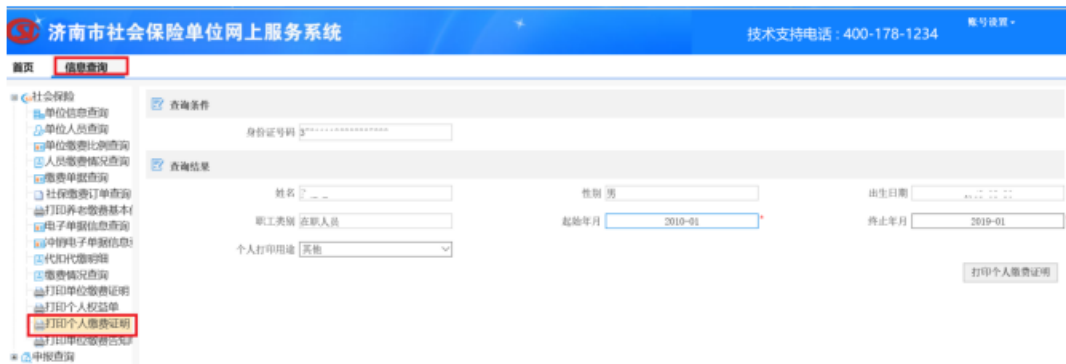 济南市社会保险单位网上服务系统
技术支持电话：400-178-1234
账号设置
首页 信息查询
社会保险
单位信息查询
单位人员查询
单位缴费比例查询
人员缴费情况查询
缴费单据查询
社保缴费订单查询
打印养老缴费基本
电子单据信息查询
冲销电子单据信息
代扣代缴明细
缴费情况查询
打印单位缴费证明
打印个人权益单
打印个人缴费证明
打印单位缴费告知
申报查询
查询条件
身份证号码
查询结果
姓名 性别 男 出生日期
职工类别 在职人员 起始年月 2010-01 * 终止年月 2019-01
个人打印用途 其他
打印个人缴费证明